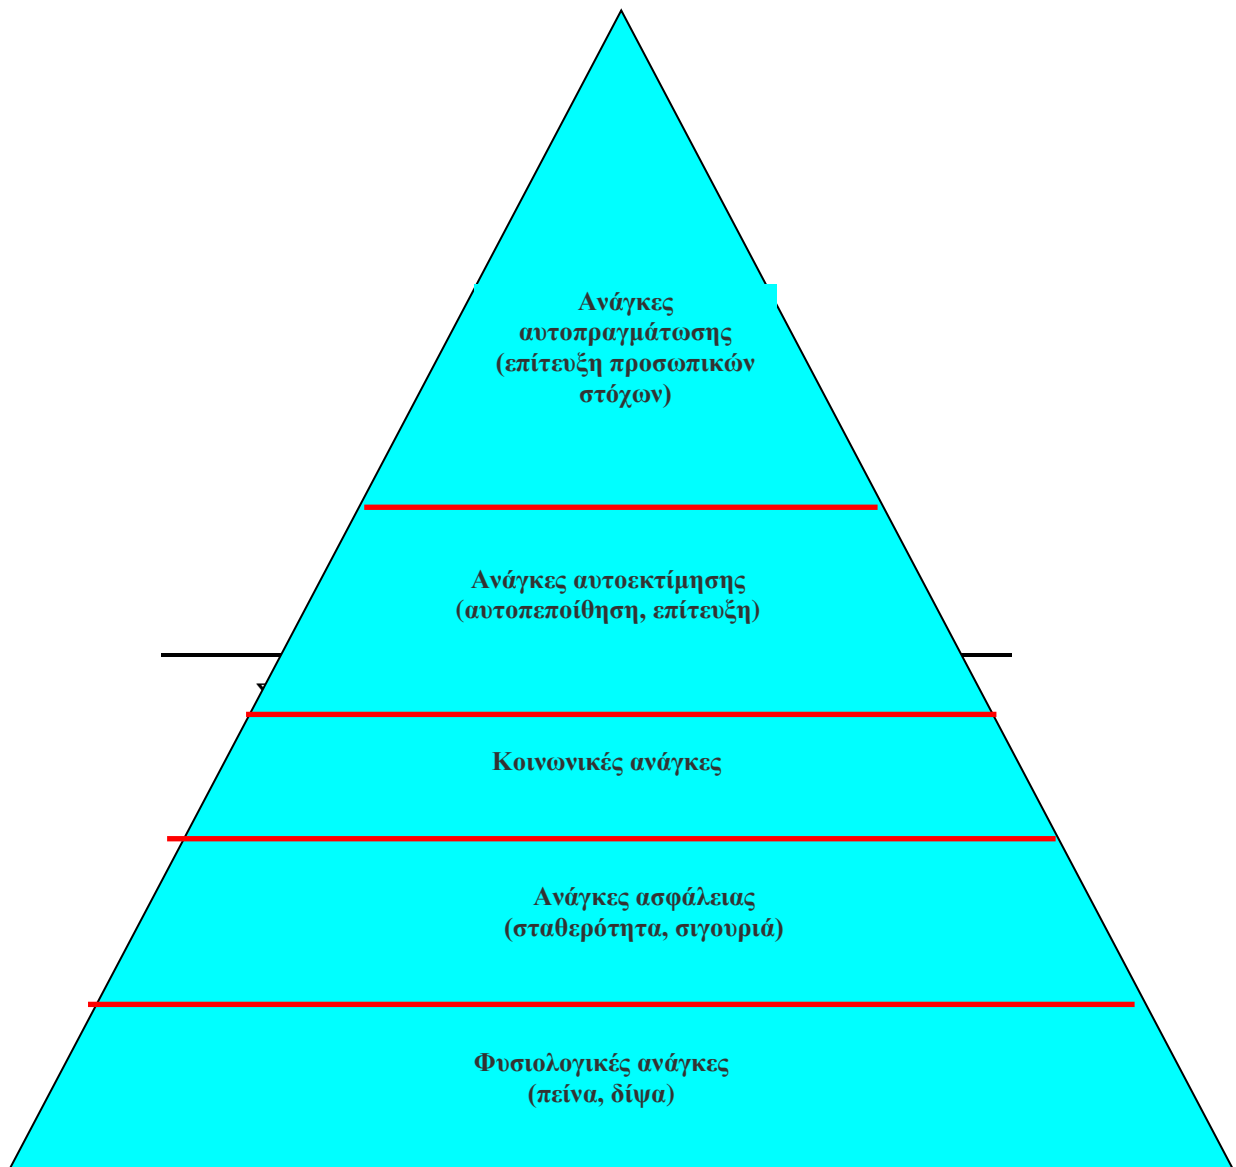 Ανάγκες
αυτοπραγμάτωσης
(επίτευξη προσωπικών
στόχων)
Ανάγκες αυτοεκτίμησης
(αυτοπεποίθηση, επίτευξη)
Κοινωνικές ανάγκες
Ανάγκες ασφάλειας
(σταθερότητα, σιγουριά)
Φυσιολογικές ανάγκες
(πείνα, δίψα)